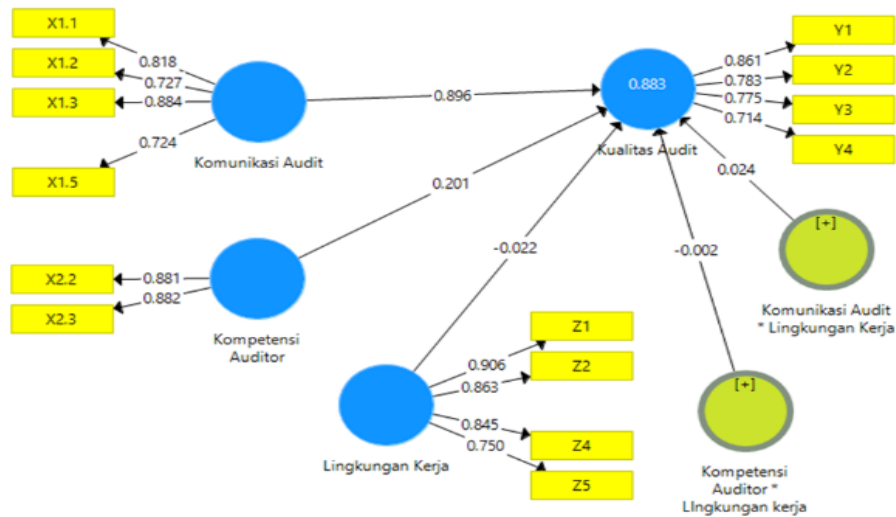 X1.1
X1.2
X1.3
X1.5
0.818
0.727
0.884
0.724
Komunikasi Audit
0.896
0.883
Kualitas Audit
0.861
0.783
0.775
0.714
Y1
Y2
Y3
Y4
0.201
0.024
-0.022
-0.002
[+]
Komunikasi Audit
* Lingkungan Kerja
X2.2
X2.3
0.881
0.882
Kompetensi
Auditor
Z1
Z2
Z4
Z5
0.906
0.863
0.845
0.750
Lingkungan Kerja
[+]
Kompetensi
Auditor *
LIngkungan kerja